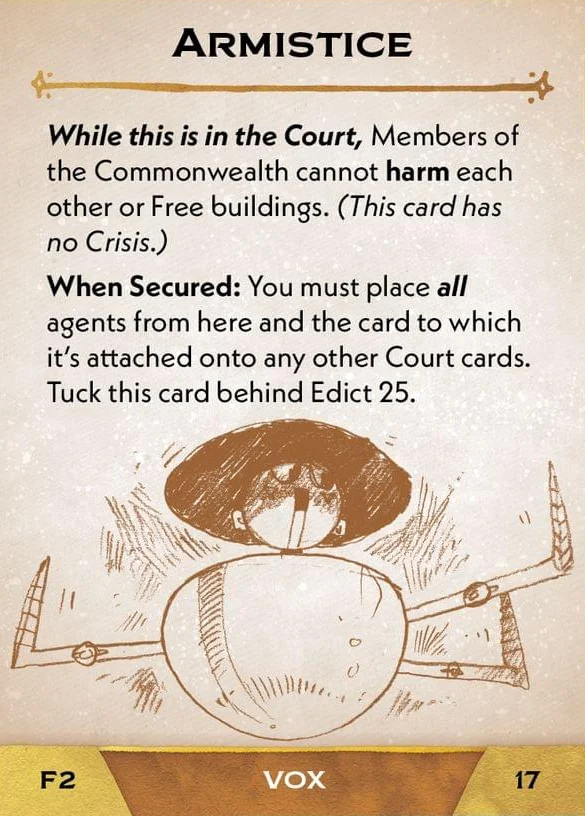 ARMISTICE
While this is in the Court, Members of
the Commonwealth cannot harm each
other or Free buildings. (This card has
no Crisis.)
When Secured: You must place all
agents from here and the card to which
it's attached onto any other Court cards.
Tuck this card behind Edict 25.
F2 VOX 17